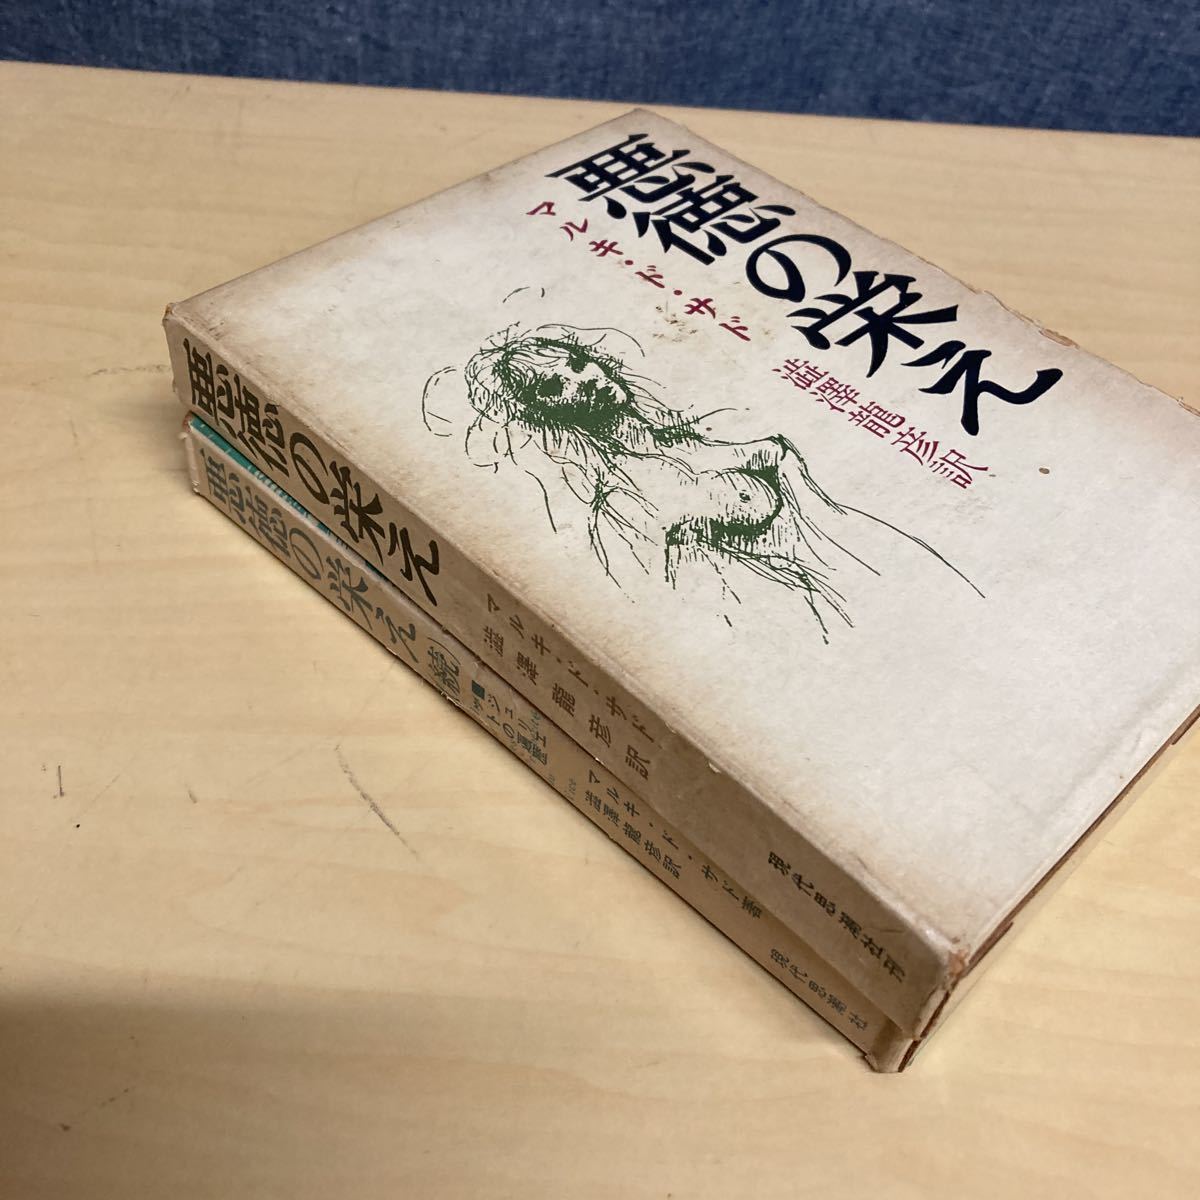 悪徳の栄え
マルキ・ド・サド
澁澤龍彦訳
悪徳の栄え
マルキ・ド・サド
澁澤龍彦訳
現代思潮社刊
悪徳の栄え(続)
■ジュリエットの遍歴
マルキ・ド・サド著
澁澤龍彦訳
現代思潮社